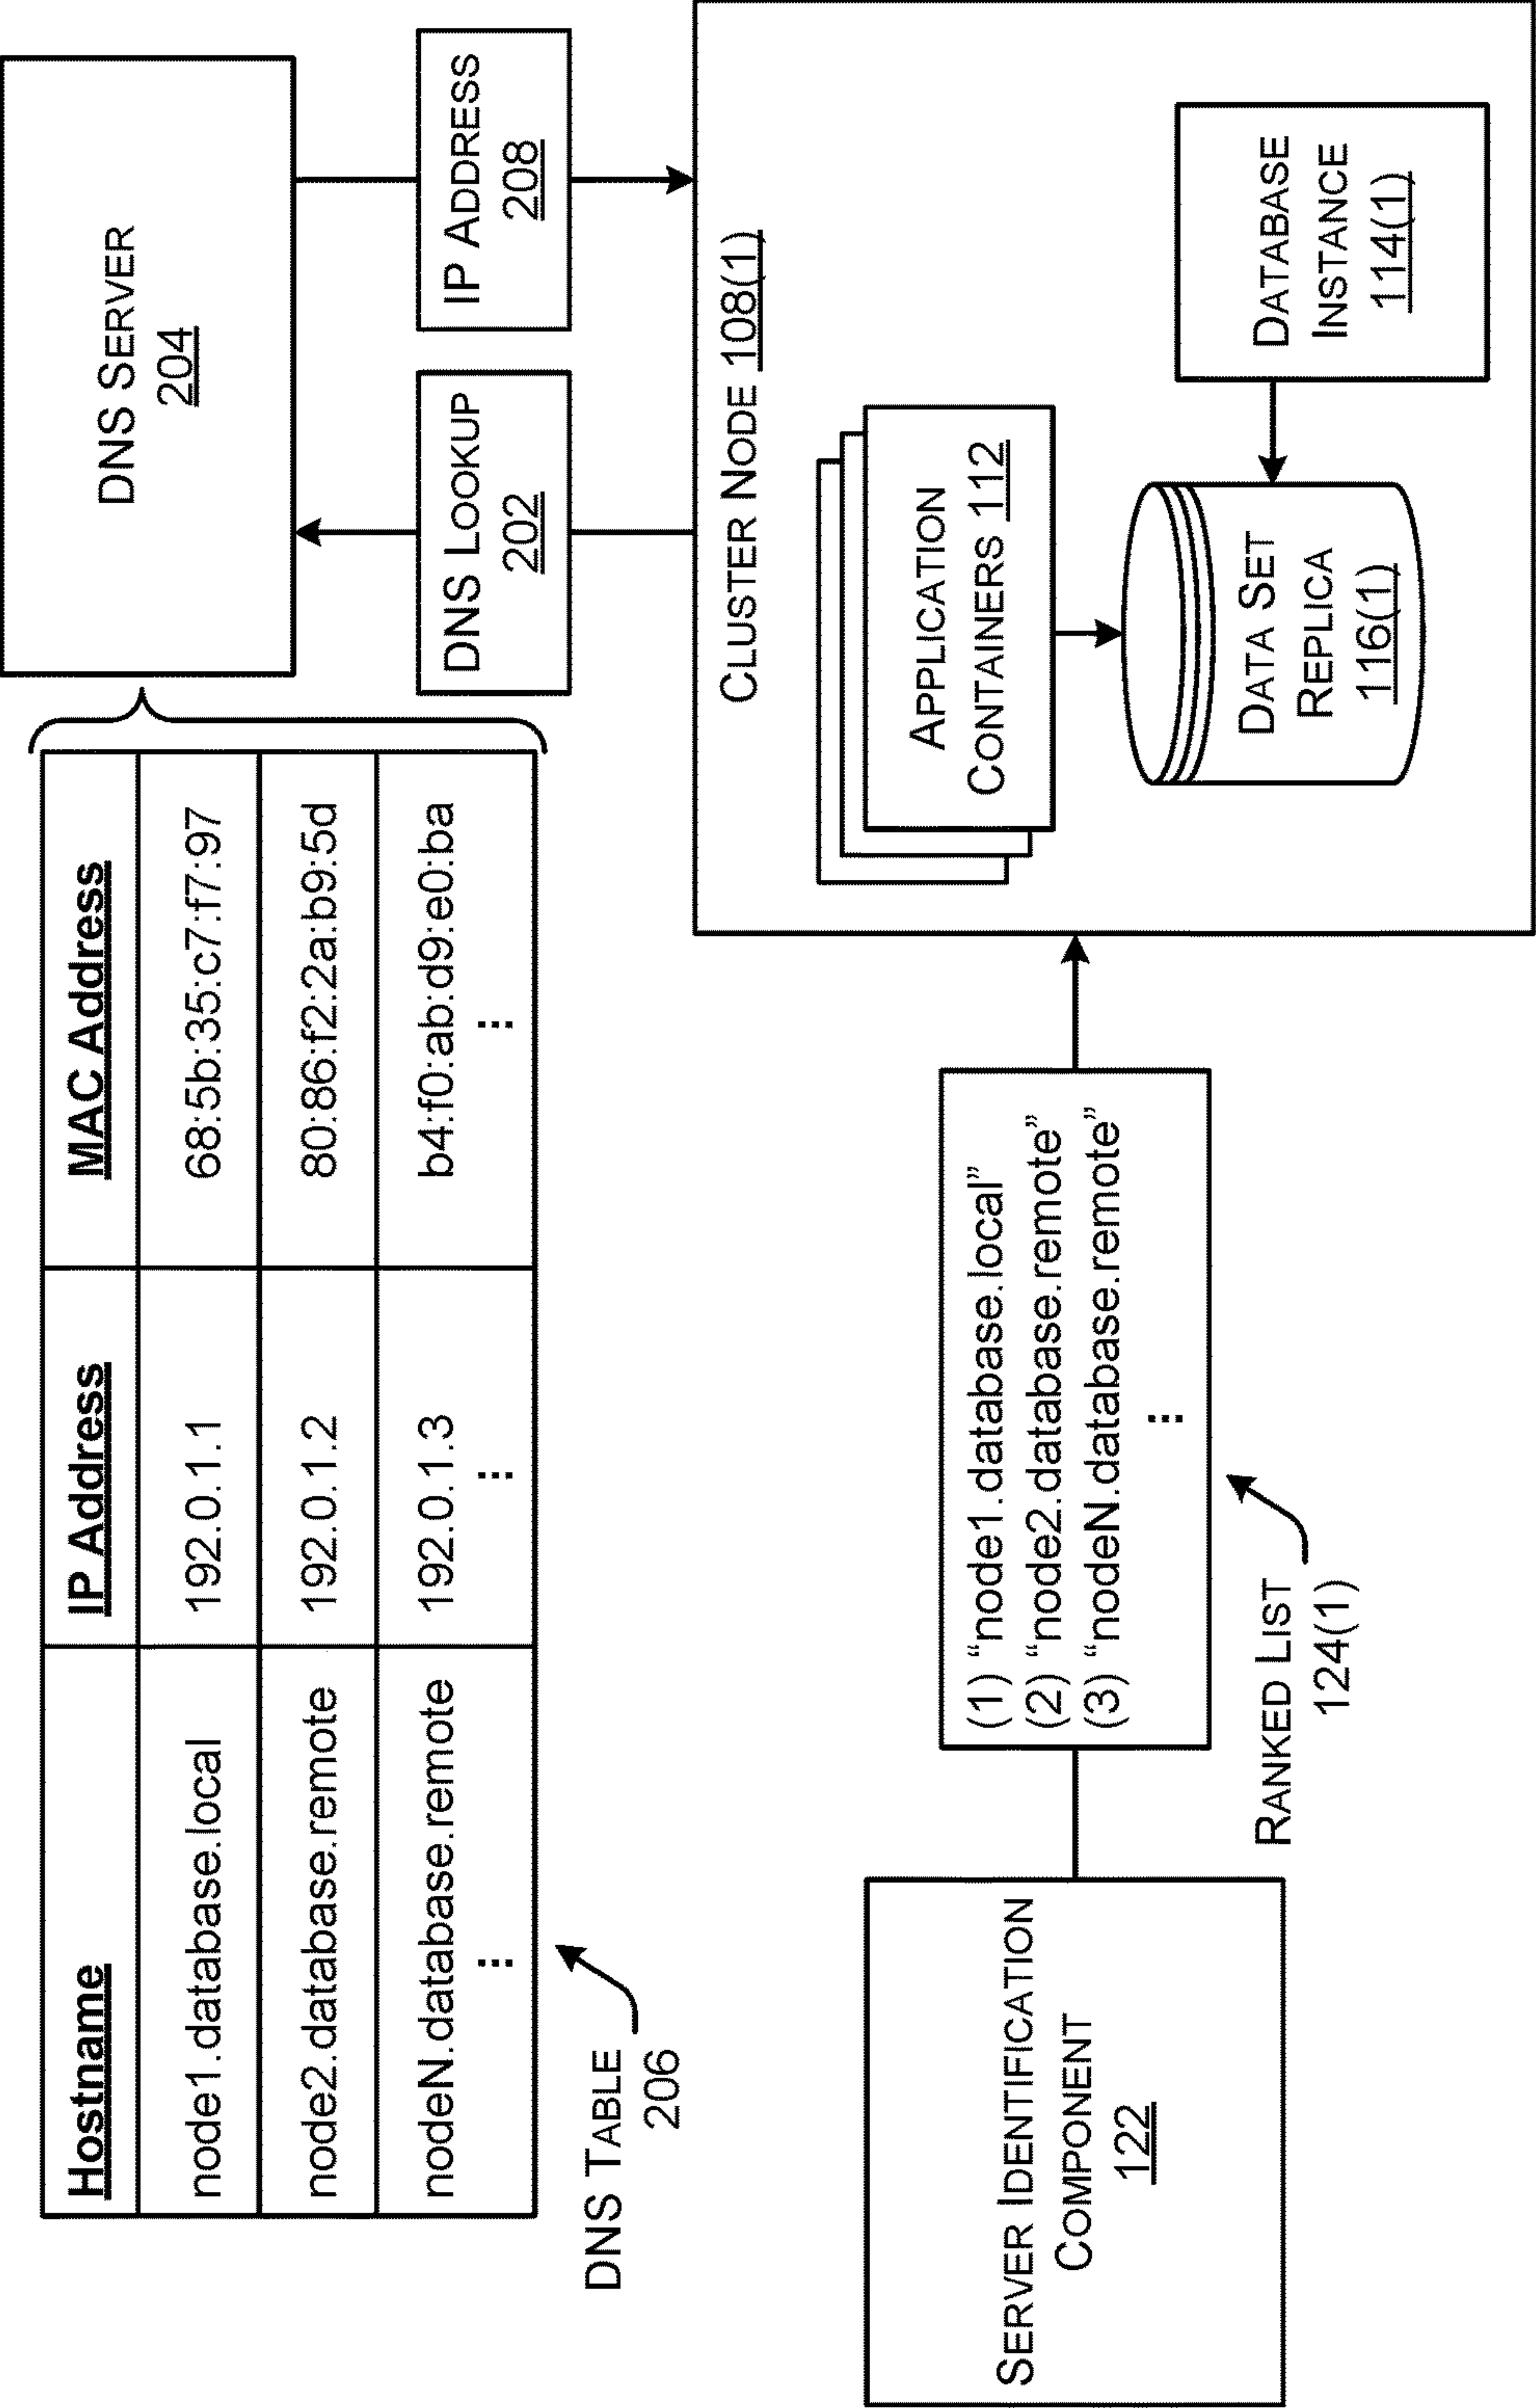 Hostname IP Address MAC Address
node1.database.local 192.0.1.1 68:5b:35:c7:f7:97
node2.database.remote 192.0.1.2 80:86:f2:2a:b9:5d
nodeN.database.remote 192.0.1.3 b4:f0:ab:d9:e0:ba
⋮ ⋮ ⋮
DNS TABLE
206
DNS SERVER
204
DNS LOOKUP
202
IP ADDRESS
208
SERVER IDENTIFICATION
COMPONENT
122
(1) “node1.database.local”
(2) “node2.database.remote”
(3) “nodeN.database.remote”
⋮
RANKED LIST
124(1)
CLUSTER NODE 108(1)
APPLICATION
CONTAINERS 112
DATA SET
REPLICA
116(1)
DATABASE
INSTANCE
114(1)